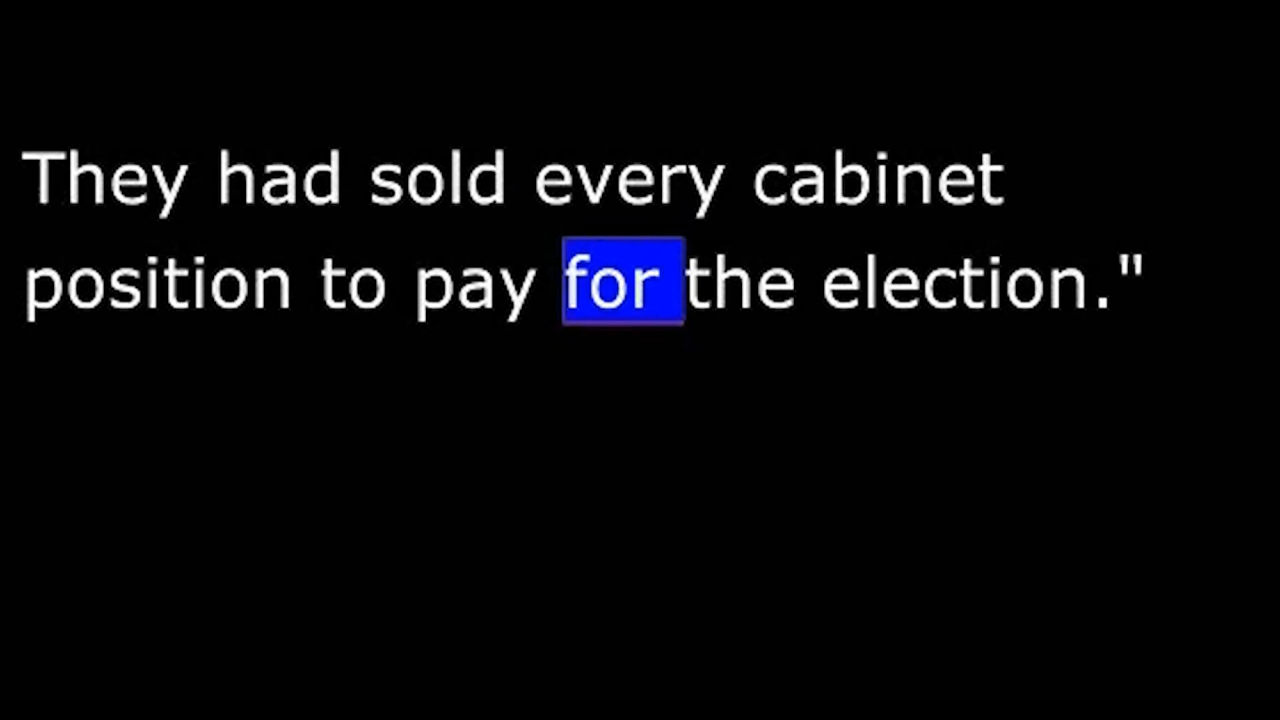 They had sold every cabinet
position to pay for the election."